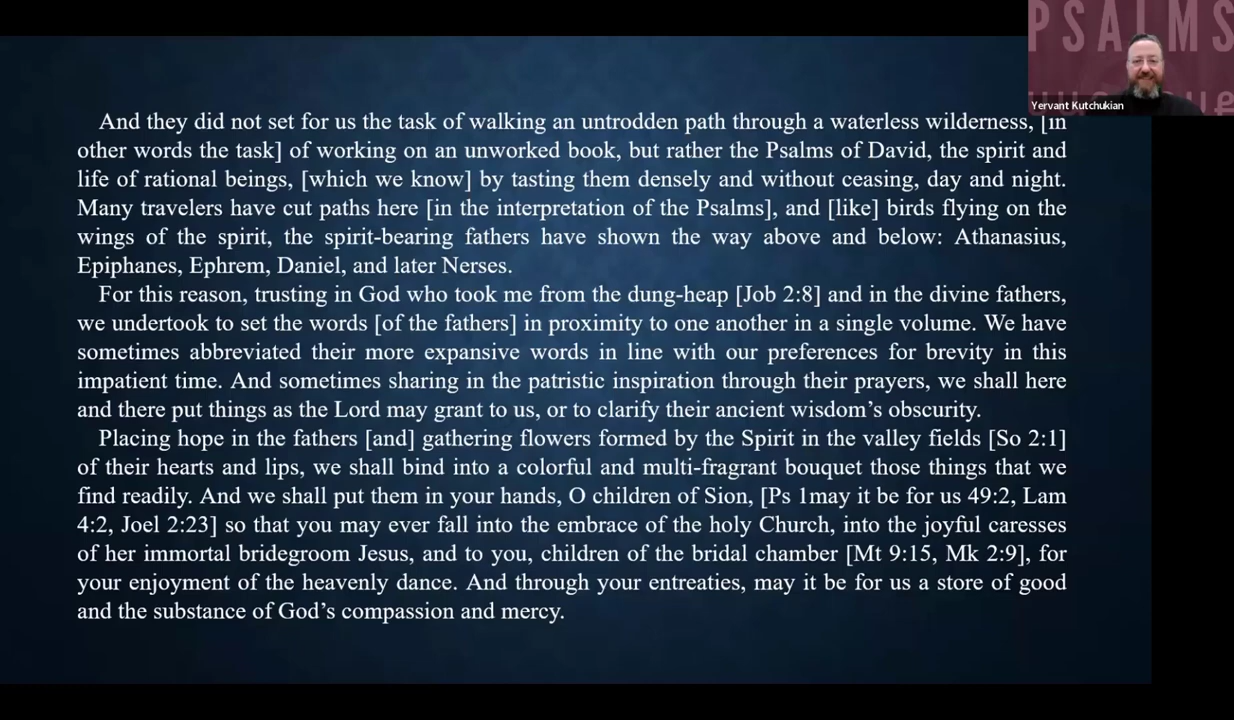 PSALMS
Yervant Kutchukian
And they did not set for us the task of walking an untrodden path through a waterless wilderness, [in
other words the task] of working on an unworked book, but rather the Psalms of David, the spirit and
life of rational beings, [which we know] by tasting them densely and without ceasing, day and night.
Many travelers have cut paths here [in the interpretation of the Psalms], and [like] birds flying on the
wings of the spirit, the spirit-bearing fathers have shown the way above and below: Athanasius,
Epiphanes, Ephrem, Daniel, and later Nerses.
For this reason, trusting in God who took me from the dung-heap [Job 2:8] and in the divine fathers,
we undertook to set the words [of the fathers] in proximity to one another in a single volume. We have
sometimes abbreviated their more expansive words in line with our preferences for brevity in this
impatient time. And sometimes sharing in the patristic inspiration through their prayers, we shall here
and there put things as the Lord may grant to us, or to clarify their ancient wisdom's obscurity.
Placing hope in the fathers [and] gathering flowers formed by the Spirit in the valley fields [So 2:1]
of their hearts and lips, we shall bind into a colorful and multi-fragrant bouquet those things that we
find readily. And we shall put them in your hands, O children of Sion, [Ps 1may it be for us 49:2, Lam
4:2, Joel 2:23] so that you may ever fall into the embrace of the holy Church, into the joyful caresses
of her immortal bridegroom Jesus, and to you, children of the bridal chamber [Mt 9:15, Mk 2:9], for
your enjoyment of the heavenly dance. And through your entreaties, may it be for us a store of good
and the substance of God's compassion and mercy.